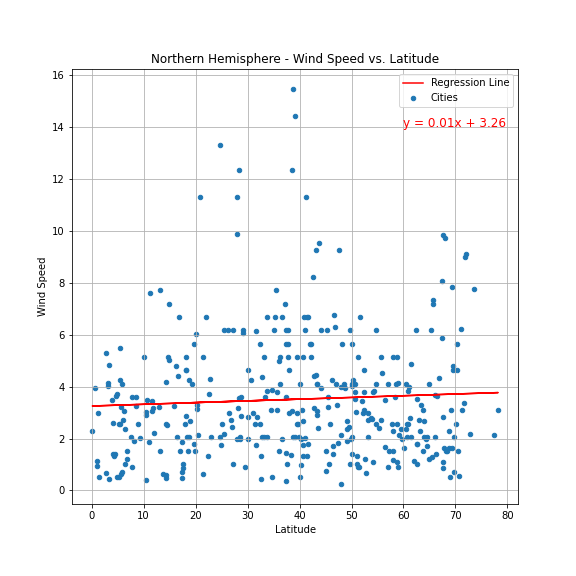 Northern Hemisphere - Wind Speed vs. Latitude
Regression Line
Cities
y = 0.01x + 3.26
16
14
12
10
8
6
4
2
0
Wind Speed
0 10 20 30 40 50 60 70 80
Latitude